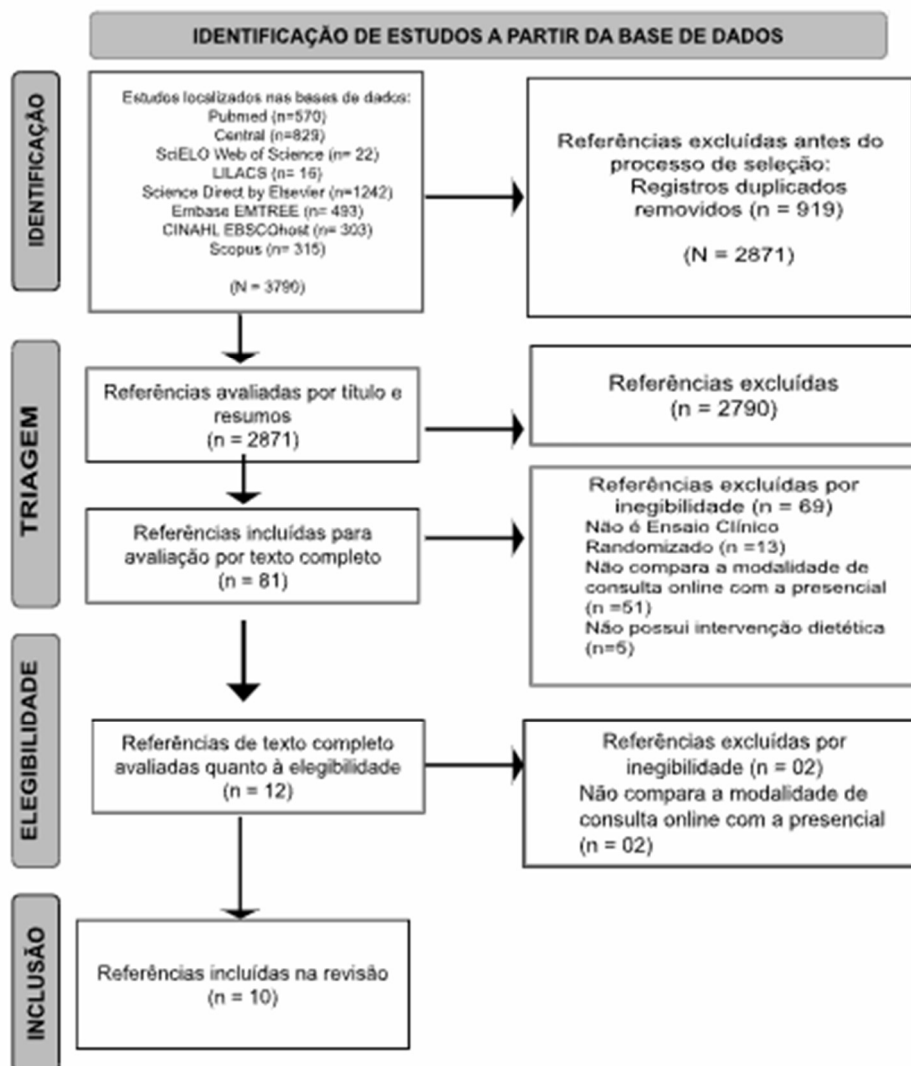 IDENTIFICAÇÃO DE ESTUDOS A PARTIR DA BASE DE DADOS
IDENTIFICAÇÃO
Estudos localizados nas bases de dados:
Pubmed (n=570)
Central (n=829)
SciELO Web of Science (n= 22)
LILACS (n= 16)
Science Direct by Elsevier (n=1242)
Embase EMTREE (n= 493)
CINAHL EBSCOhost (n= 303)
Scopus (n= 315)
(N = 3790)
Referências excluídas antes do
processo de seleção:
Registros duplicados
removidos (n = 919)
(N = 2871)
TRIAGEM
Referências avaliadas por título e
resumos
(n = 2871)
Referências excluídas
(n = 2790)
Referências incluídas para
avaliação por texto completo
(n = 81)
Referências excluídas por
inegibilidade (n = 69)
Não é Ensaio Clínico
Randomizado (n =13)
Não compara a modalidade de
consulta online com a presencial
(n =51)
Não possui intervenção dietética
(n=5)
ELEGIBILIDADE
Referências de texto completo
avaliadas quanto à elegibilidade
(n = 12)
Referências excluídas por
inegibilidade (n = 02)
Não compara a modalidade de
consulta online com a presencial
(n = 02)
INCLUSÃO
Referências incluídas na revisão
(n = 10)